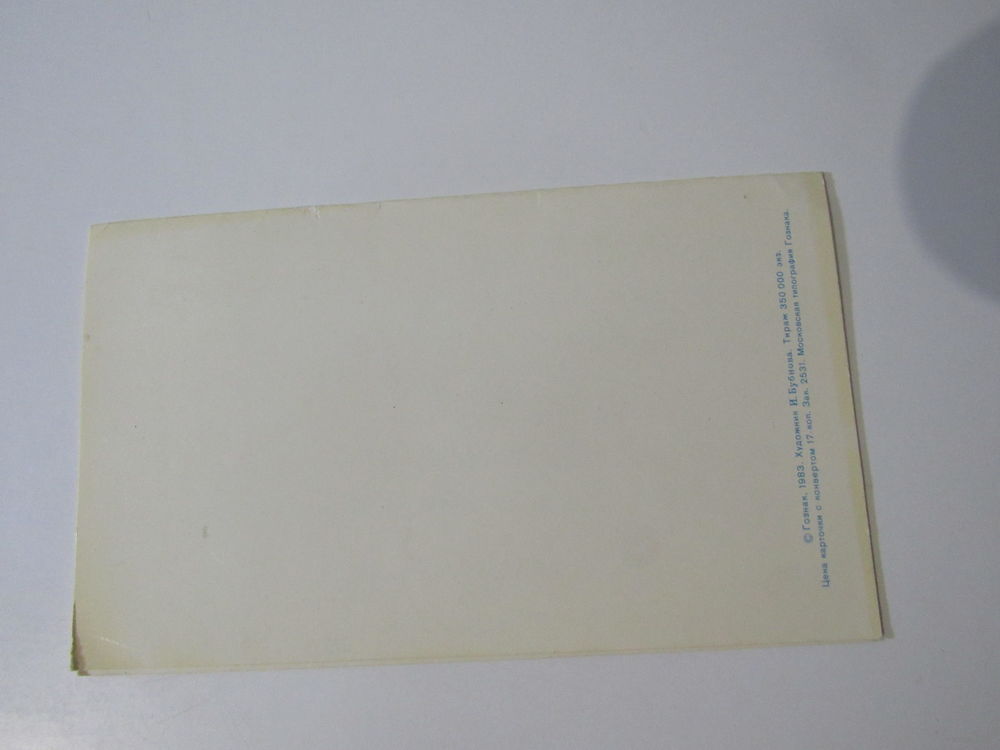 © Гознак, 1983. Художник И. Бубнова. Тираж 350 000 экз.
Цена карточки с конвертом 17 коп. Зак. 2531. Московская типография Гознака.